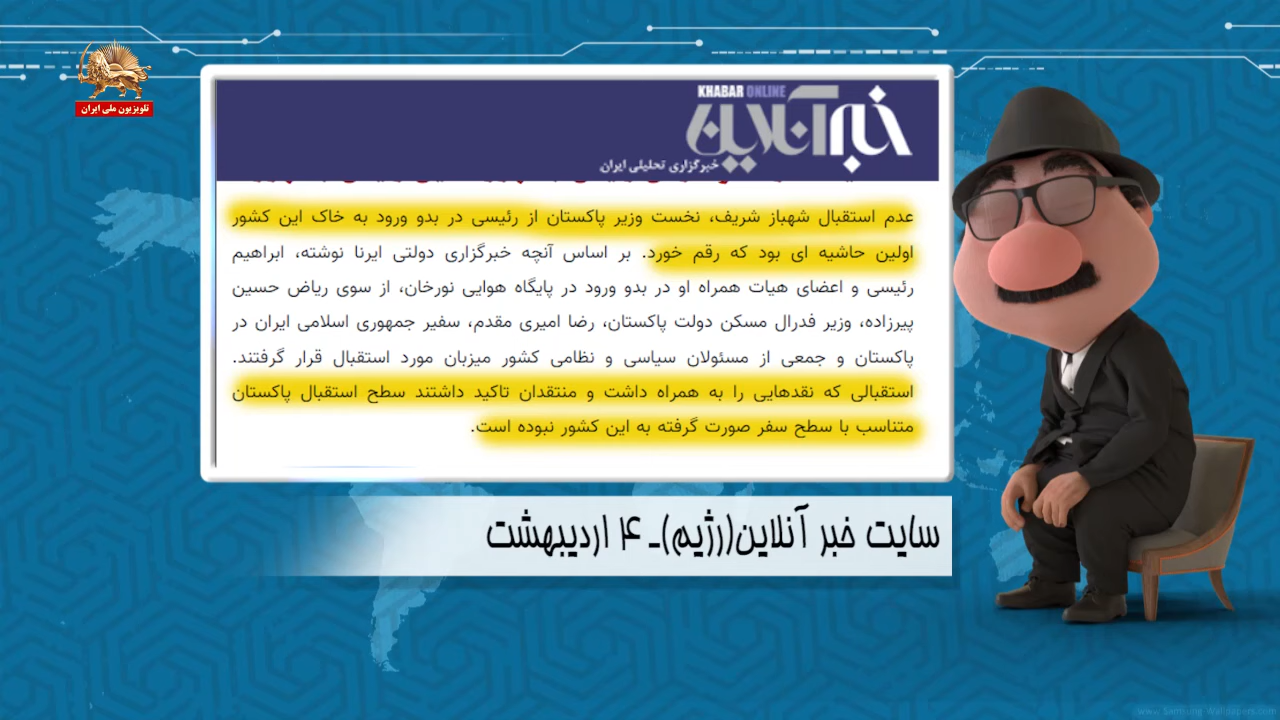 تلویزیون ملی ایران
KHABAR ONLINE
خبرآنلاین
خبرگزاری تحلیلی ایران
عدم استقبال شهباز شریف، نخست وزیر پاکستان از رئیسی در بدو ورود به خاک این کشور
اولین حاشیه ای بود که رقم خورد. بر اساس آنچه خبرگزاری دولتی ایرنا نوشته، ابراهیم
رئیسی و اعضای هیات همراه او در بدو ورود در پایگاه هوایی نورخان، از سوی ریاض حسین
پیرزاده، وزیر فدرال مسکن دولت پاکستان، رضا امیری مقدم، سفیر جمهوری اسلامی ایران در
پاکستان و جمعی از مسئولان سیاسی و نظامی کشور میزبان مورد استقبال قرار گرفتند.
استقبالی که نقدهایی را به همراه داشت و منتقدان تاکید داشتند سطح استقبال پاکستان
متناسب با سطح سفر صورت گرفته به این کشور نبوده است.
سایت خبر آنلاین(رژیم)ـ ۴ اردیبهشت
www.Samsung-Wallpapers.com